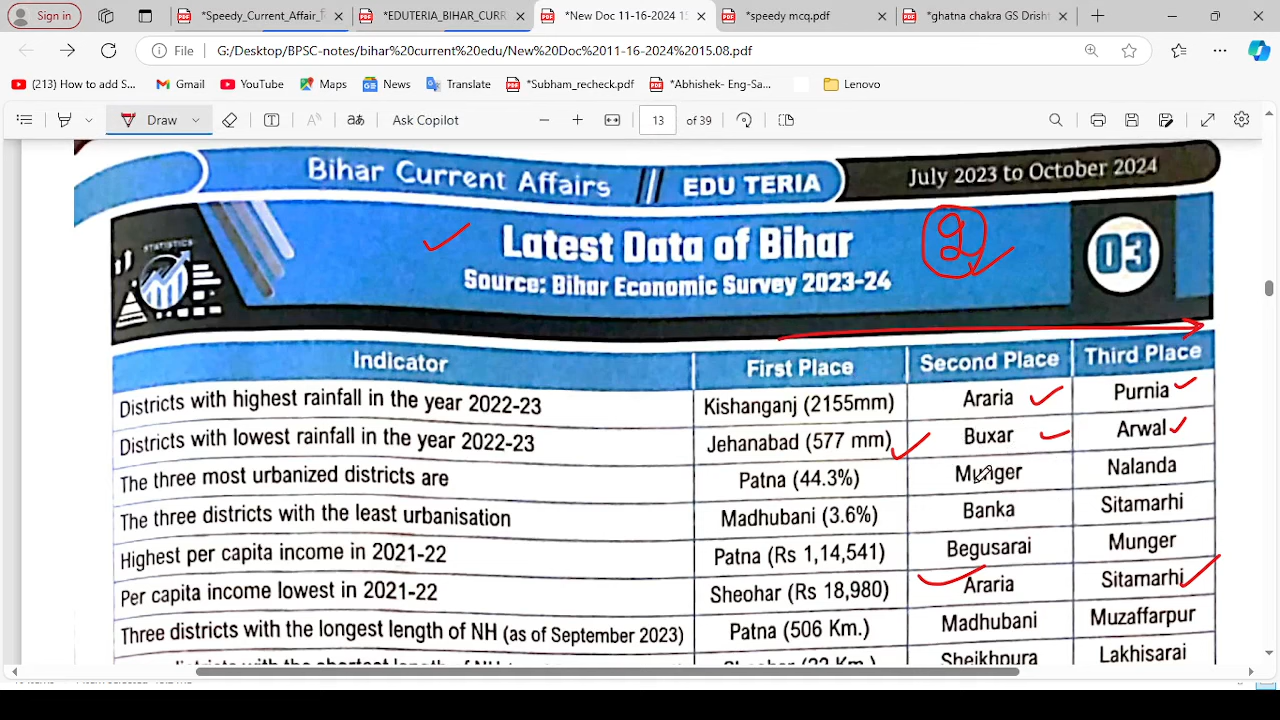 Sign in
*Speedy_Current_Affair_
*EDUTERIA_BIHAR_CURR
*New Doc 11-16-2024 15
*speedy mcq.pdf
*ghatna chakra GS Drisht
File G:/Desktop/BPSC-notes/bihar%20current%20edu/New%20Doc%2011-16-2024%2015.08.pdf
(213) How to add S...
Gmail
YouTube
Maps
News
Translate
*Subham_recheck.pdf
*Abhishek- Eng-Sa...
Lenovo
Draw
Ask Copilot
13 of 39
Bihar Current Affairs EDU TERIA July 2023 to October 2024
STATISTICS
Latest Data of Bihar
Source: Bihar Economic Survey 2023-24
03
Indicator First Place Second Place Third Place
Districts with highest rainfall in the year 2022-23 Kishanganj (2155mm) Araria Purnia
Districts with lowest rainfall in the year 2022-23 Jehanabad (577 mm) Buxar Arwal
The three most urbanized districts are Patna (44.3%) Munger Nalanda
The three districts with the least urbanisation Madhubani (3.6%) Banka Sitamarhi
Highest per capita income in 2021-22 Patna (Rs 1,14,541) Begusarai Munger
Per capita income lowest in 2021-22 Sheohar (Rs 18,980) Araria Sitamarhi
Three districts with the longest length of NH (as of September 2023) Patna (506 Km.) Madhubani Muzaffarpur
Sheikhpura Lakhisarai